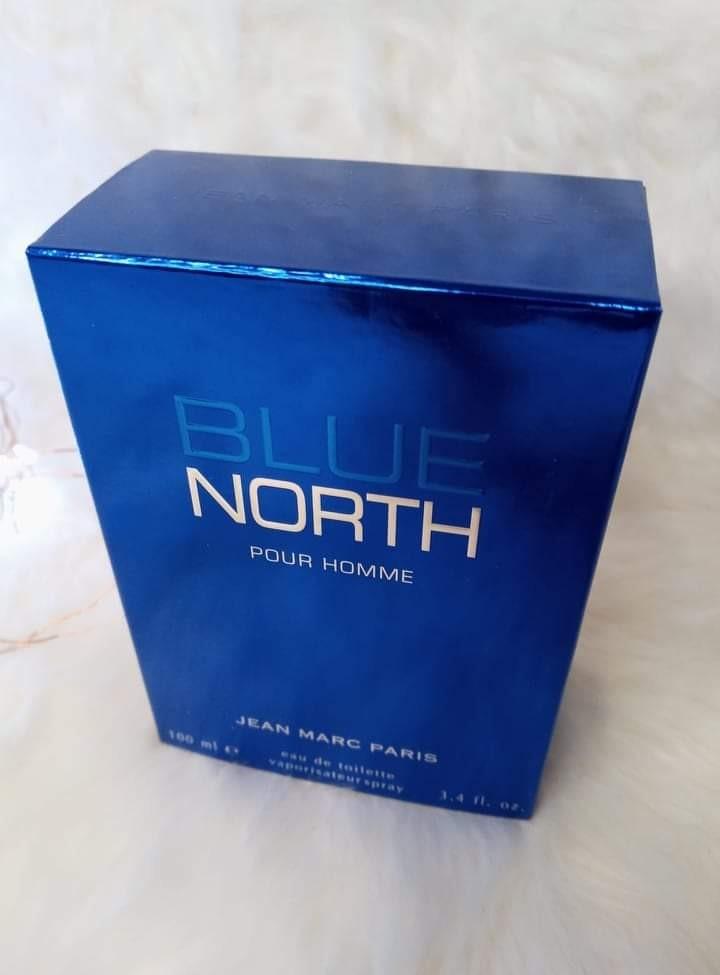 BLUE
NORTH
POUR HOMME
JEAN MARC PARIS
100 ml e
eau de toilette
vaporisateur spray
3.4 fl. oz.